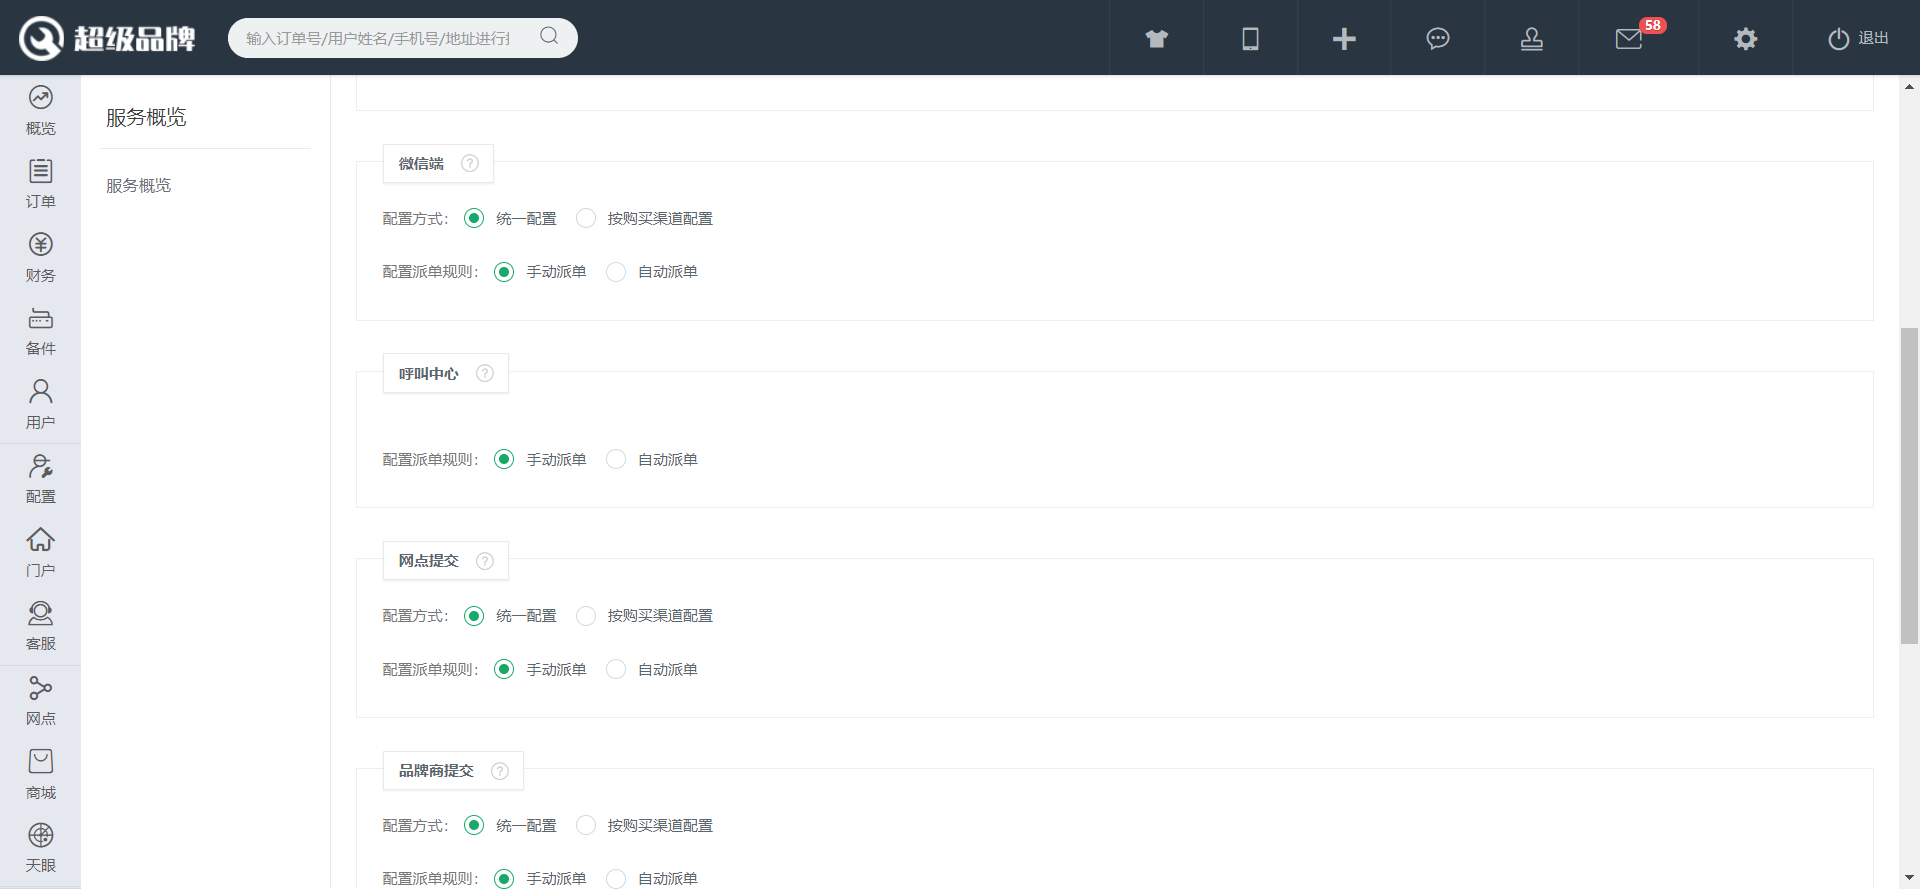 超级品牌
输入订单号/用户姓名/手机号/地址进行
58
退出
概览
订单
财务
备件
用户
配置
门户
客服
网点
商城
天眼
服务概览
服务概览
微信端 ?
配置方式： 统一配置 按购买渠道配置
配置派单规则： 手动派单 自动派单
呼叫中心 ?
配置派单规则： 手动派单 自动派单
网点提交 ?
配置方式： 统一配置 按购买渠道配置
配置派单规则： 手动派单 自动派单
品牌商提交 ?
配置方式： 统一配置 按购买渠道配置
配置派单规则： 手动派单 自动派单